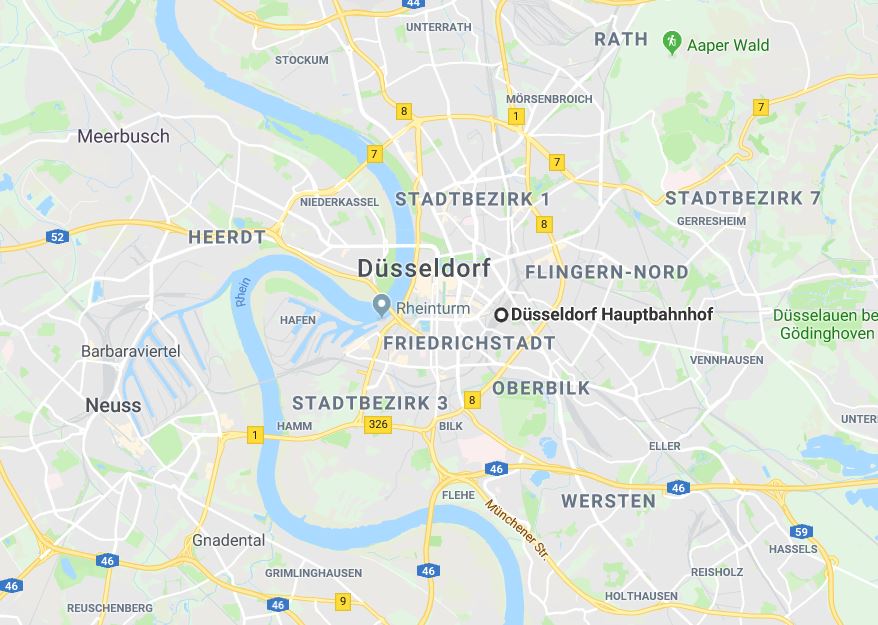 44
UNTERRATH
RATH
Aaper Wald
STOCKUM
MÖRSENBROICH
8
1
7
Meerbusch
7
7
NIEDERKASSEL
STADTBEZIRK 1
STADTBEZIRK 7
GERRESHEIM
8
52
HEERDT
Düsseldorf
FLINGERN-NORD
Rhein
Rheinturm
Düsseldorf Hauptbahnhof
HAFEN
Düsselauen be
Gödinghoven
FRIEDRICHSTADT
Barbaraviertel
VENNHAUSEN
OBERBILK
Neuss
STADTBEZIRK 3
8
HAMM
326
BILK
UNTER
1
ELLER
46
46
FLEHE
WERSTEN
Münchener Str.
59
Gnadental
HASSELS
46
46
46
GRIMLINGHAUSEN
REISHOLZ
46
9
HOLTHAUSEN
REUSCHENBERG